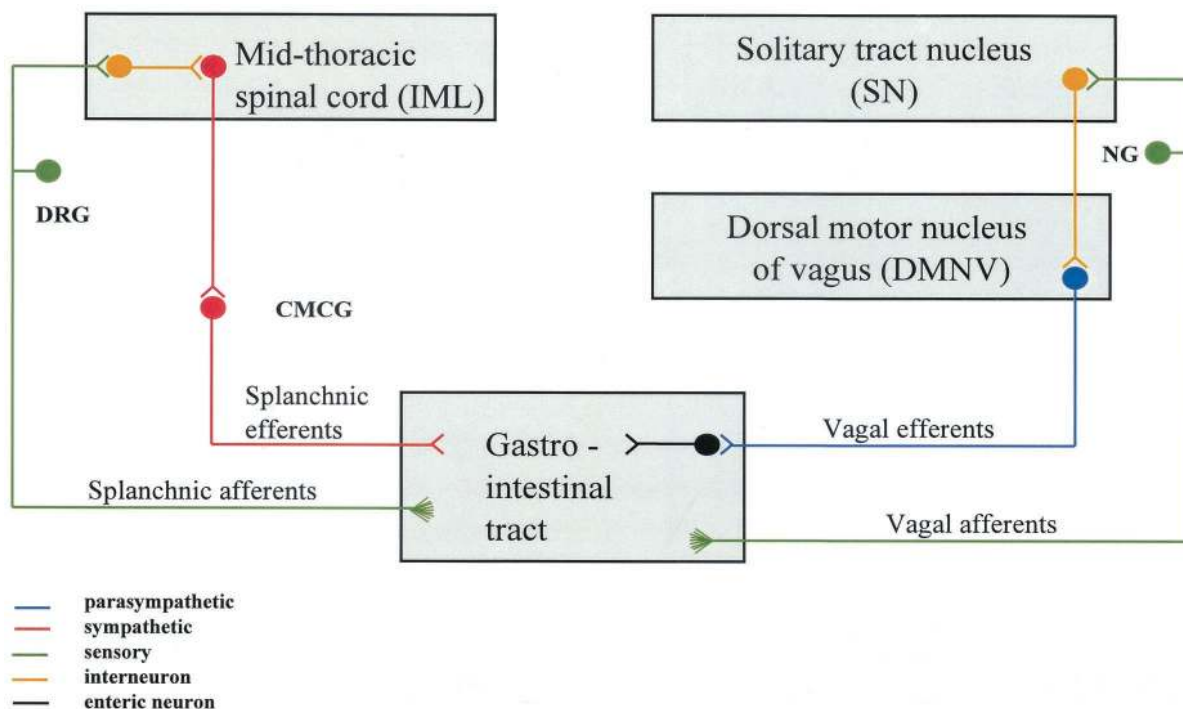 Mid-thoracic
spinal cord (IML)
Solitary tract nucleus
(SN)
NG
DRG
Dorsal motor nucleus
of vagus (DMNV)
CMCG
Splanchnic
efferents
Gastro -
intestinal
tract
Vagal efferents
Splanchnic afferents
Vagal afferents
parasympathetic
sympathetic
sensory
interneuron
enteric neuron